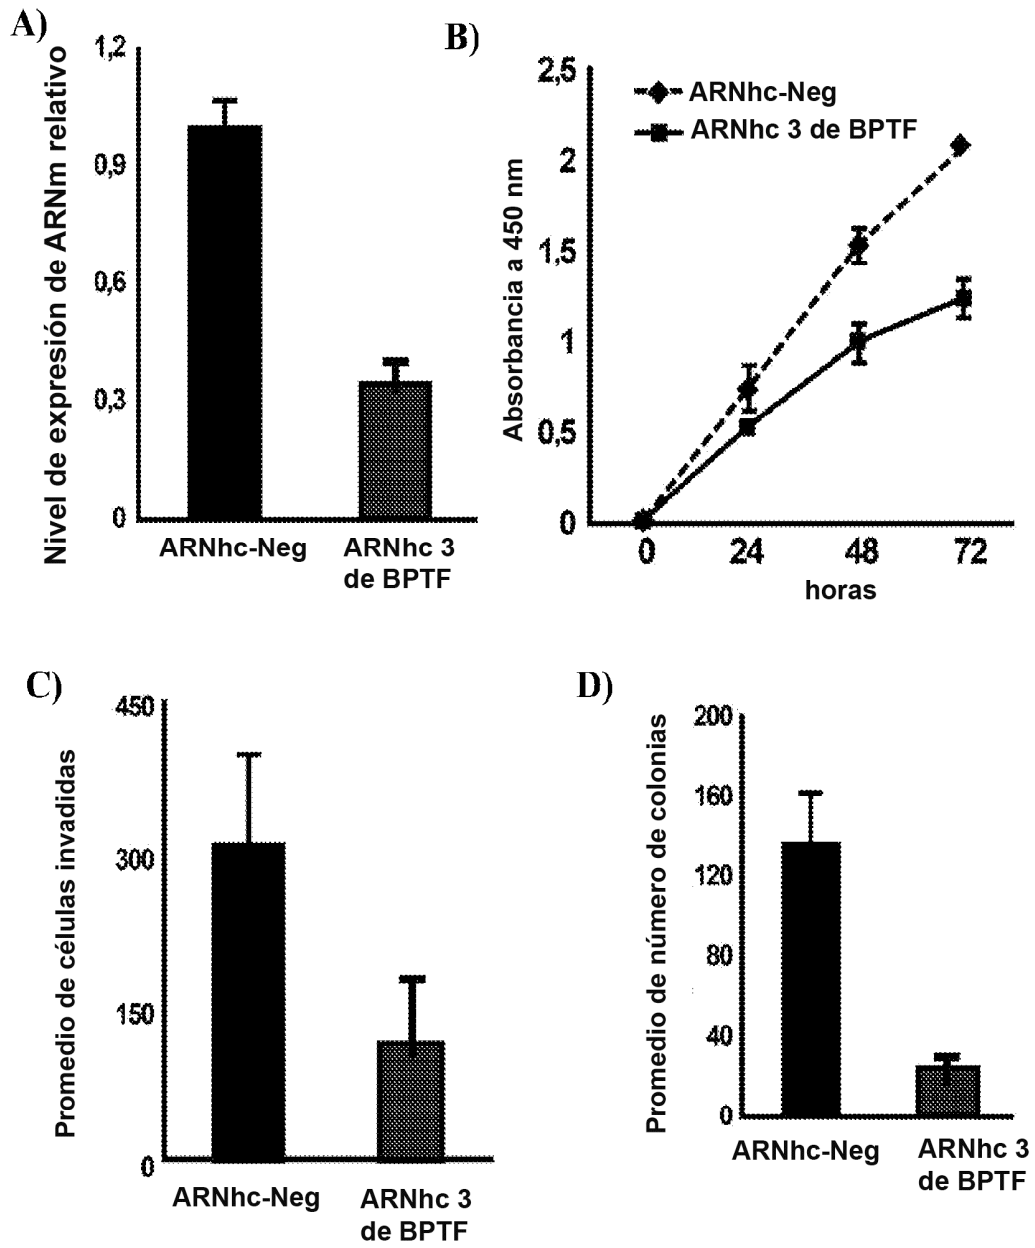 A)
Nivel de expresión de ARNm relativo
1,2
0,9
0,6
0,3
0
ARNhc-Neg
ARNhc 3
de BPTF
B)
Absorbancia a 450 nm
2,5
2
1,5
1
0,5
0
ARNhc-Neg
ARNhc 3 de BPTF
0 24 48 72
horas
C)
Promedio de células invadidas
450
300
150
0
ARNhc-Neg
ARNhc 3
de BPTF
D)
Promedio de número de colonias
200
160
120
80
40
0
ARNhc-Neg
ARNhc 3
de BPTF